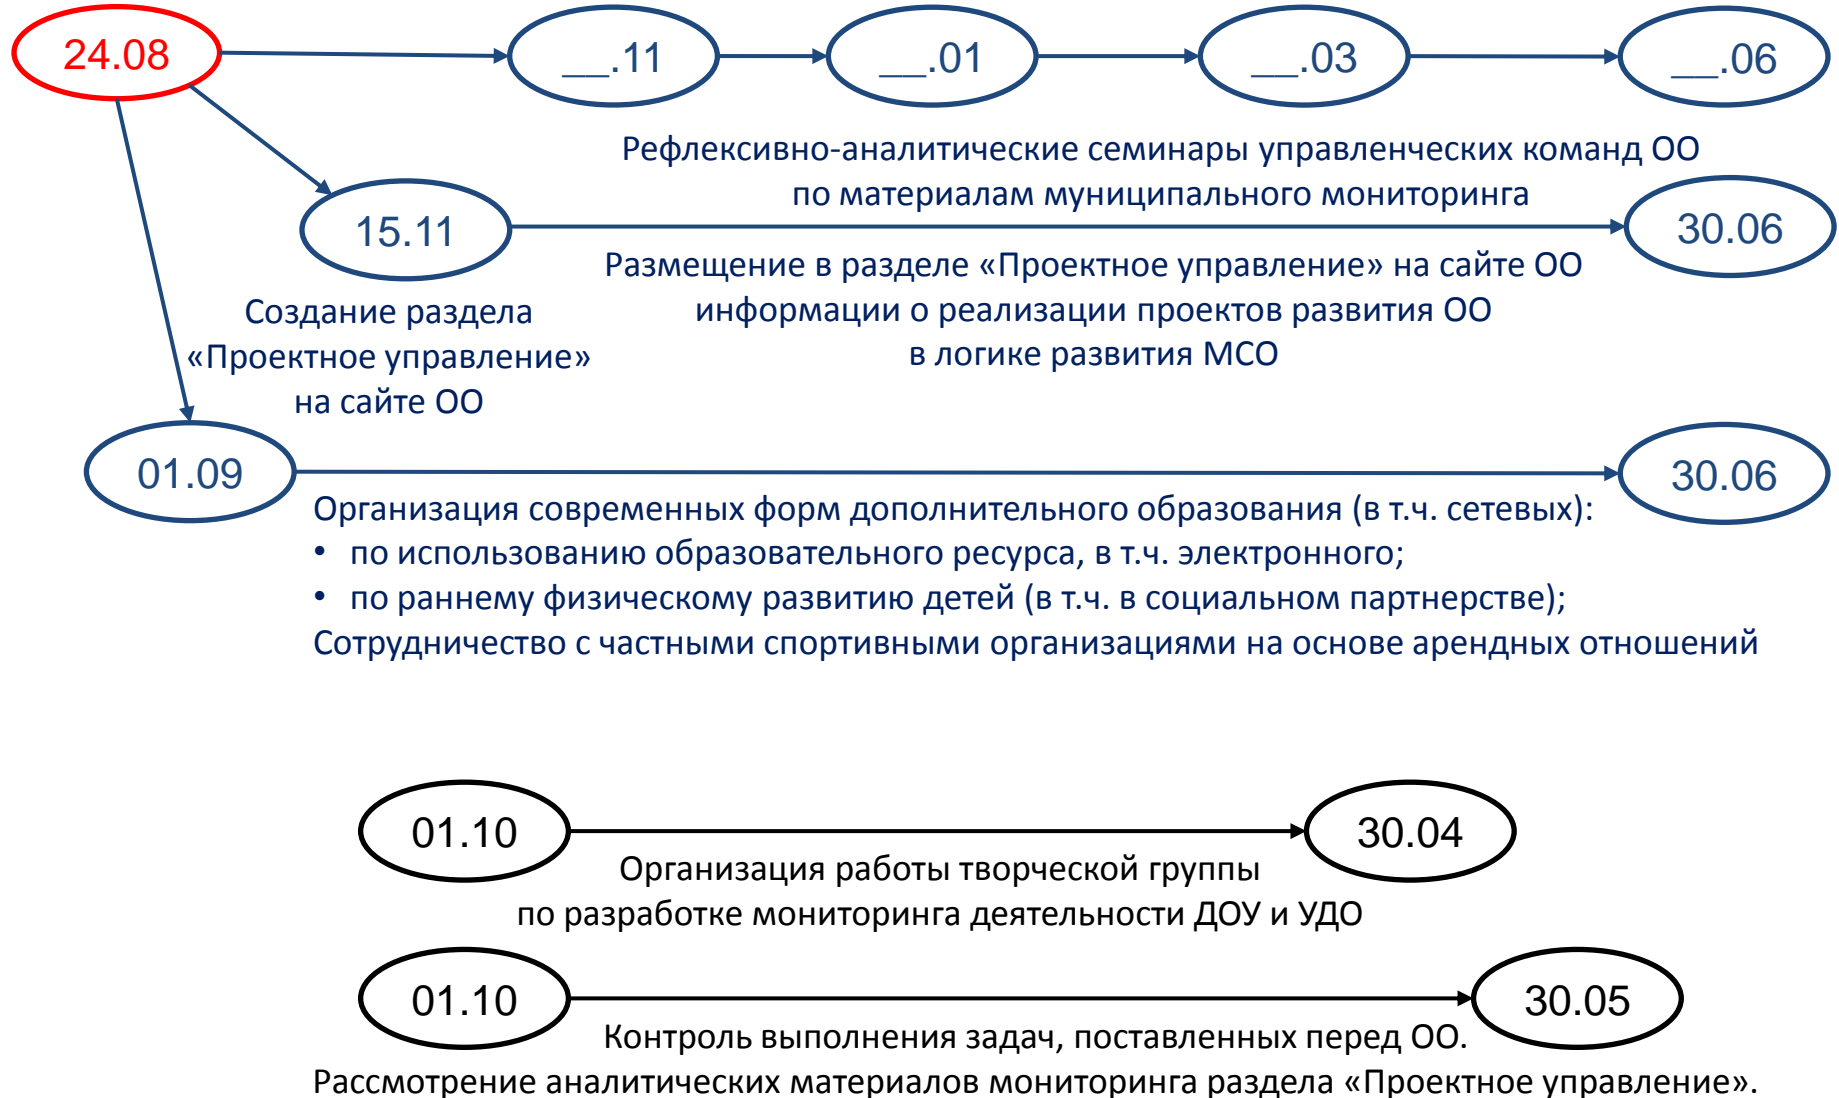 24.08
__.11
__.01
__.03
__.06
Рефлексивно-аналитические семинары управленческих команд ОО
по материалам муниципального мониторинга
15.11
30.06
Создание раздела
«Проектное управление»
на сайте ОО
Размещение в разделе «Проектное управление» на сайте ОО
информации о реализации проектов развития ОО
в логике развития МСО
01.09
30.06
Организация современных форм дополнительного образования (в т.ч. сетевых):
• по использованию образовательного ресурса, в т.ч. электронного;
• по раннему физическому развитию детей (в т.ч. в социальном партнерстве);
Сотрудничество с частными спортивными организациями на основе арендных отношений
01.10
30.04
Организация работы творческой группы
по разработке мониторинга деятельности ДОУ и УДО
01.10
30.05
Контроль выполнения задач, поставленных перед ОО.
Рассмотрение аналитических материалов мониторинга раздела «Проектное управление».